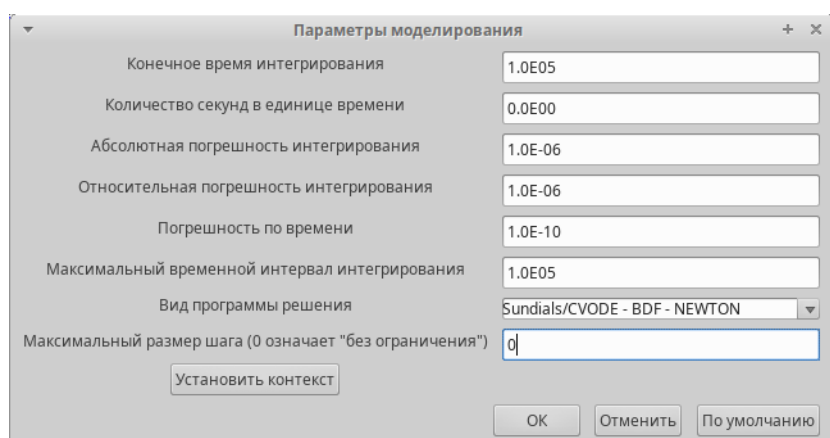 Параметры моделирования
Конечное время интегрирования 1.0E05
Количество секунд в единице времени 0.0E00
Абсолютная погрешность интегрирования 1.0E-06
Относительная погрешность интегрирования 1.0E-06
Погрешность по времени 1.0E-10
Максимальный временной интервал интегрирования 1.0E05
Вид программы решения Sundials/CVODE - BDF - NEWTON
Максимальный размер шага (0 означает "без ограничения") 0
Установить контекст
ОК Отменить По умолчанию